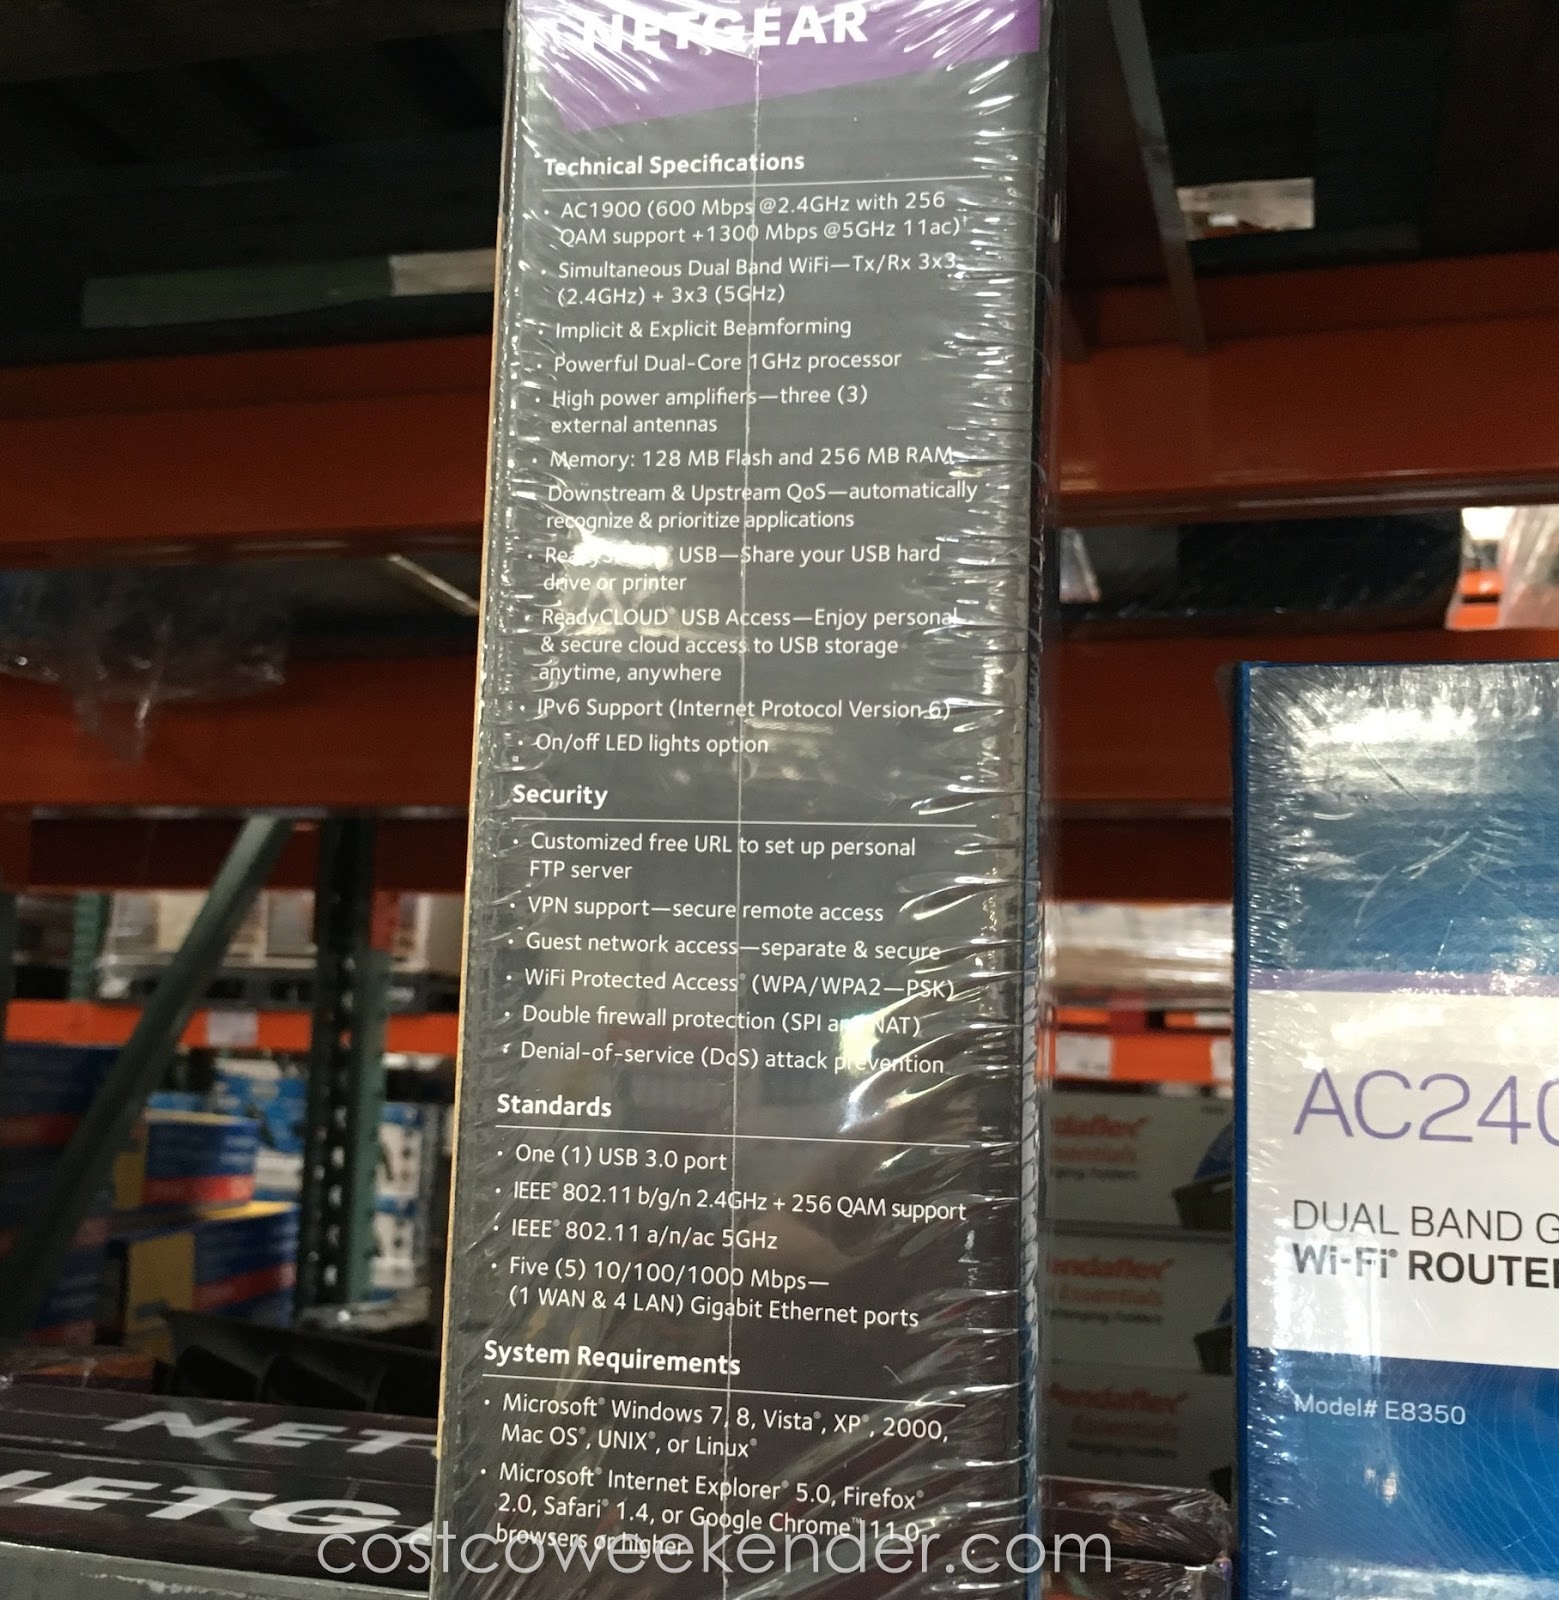 NETGEAR
Technical Specifications
• AC1900 (600 Mbps @2.4GHz with 256
QAM support +1300 Mbps @5GHz 11ac)†
• Simultaneous Dual Band WiFi—Tx/Rx 3x3
(2.4GHz) + 3x3 (5GHz)
• Implicit & Explicit Beamforming
• Powerful Dual-Core 1GHz processor
• High power amplifiers—three (3)
external antennas
• Memory: 128 MB Flash and 256 MB RAM
Downstream & Upstream QoS—automatically
recognize & prioritize applications
• USB—Share your USB hard
drive or printer
• ReadyCLOUD® USB Access—Enjoy personal
& secure cloud access to USB storage
anytime, anywhere
• IPv6 Support (Internet Protocol Version 6)
• On/off LED lights option
Security
• Customized free URL to set up personal
FTP server
• VPN support—secure remote access
• Guest network access—separate & secure
• WiFi Protected Access® (WPA/WPA2—PSK)
• Double firewall protection (SPI and NAT)
• Denial-of-service (DoS) attack prevention
Standards
• One (1) USB 3.0 port
• IEEE® 802.11 b/g/n 2.4GHz + 256 QAM support
• IEEE® 802.11 a/n/ac 5GHz
• Five (5) 10/100/1000 Mbps—
(1 WAN & 4 LAN) Gigabit Ethernet ports
System Requirements
• Microsoft® Windows 7, 8, Vista®, XP®, 2000,
Mac OS®, UNIX®, or Linux®
• Microsoft® Internet Explorer® 5.0, Firefox®
2.0, Safari® 1.4, or Google Chrome™ 11.0
browsers or higher
AC240
DUAL BAND G
Wi-Fi® ROUTE
Model# E8350
NET
ETG
costcoweekender.com